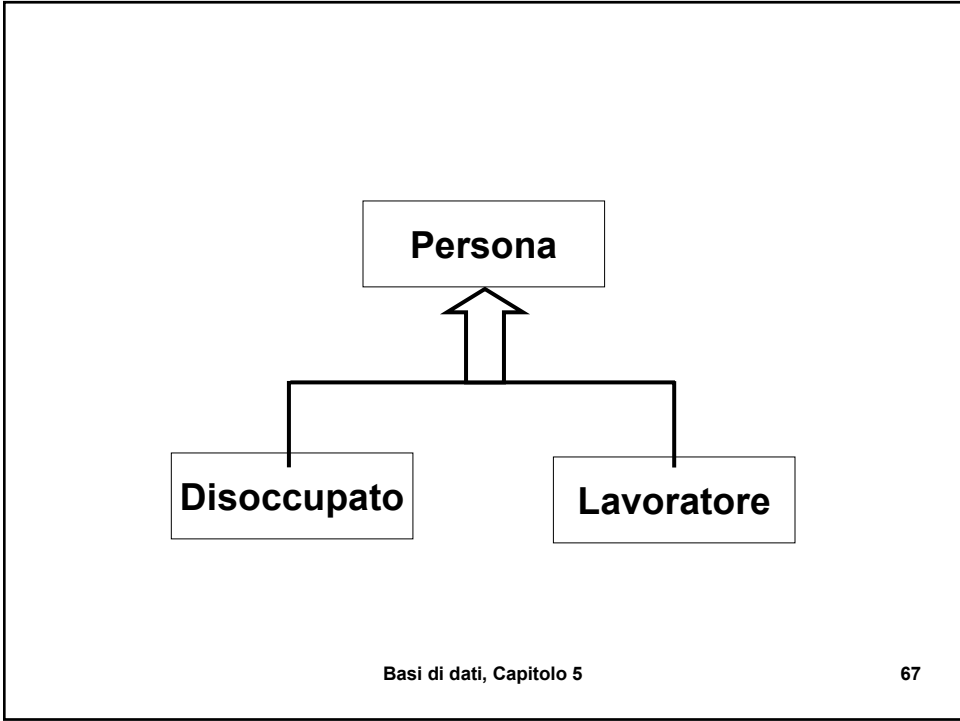 Persona
Disoccupato
Lavoratore
Basi di dati, Capitolo 5
67